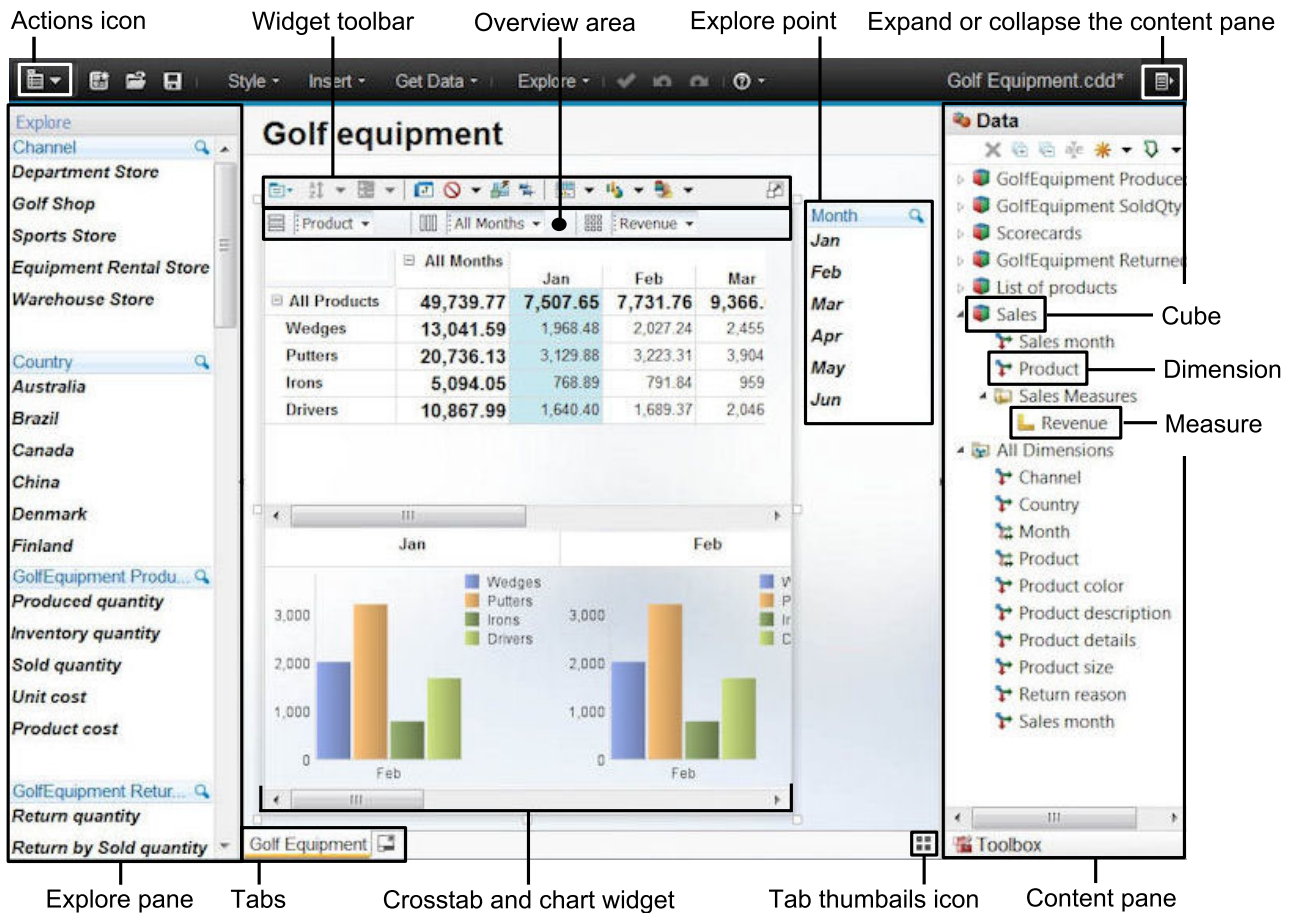 Actions icon
Widget toolbar
Overview area
Explore point
Expand or collapse the content pane
Style
Insert
Get Data
Explore
Golf Equipment.cdd*
Explore
Channel
Department Store
Golf Shop
Sports Store
Equipment Rental Store
Warehouse Store
Country
Australia
Brazil
Canada
China
Denmark
Finland
GolfEquipment Produ...
Produced quantity
Inventory quantity
Sold quantity
Unit cost
Product cost
GolfEquipment Retur...
Return quantity
Return by Sold quantity
Golf equipment
Product
All Months
Revenue
All Months
Jan Feb Mar
All Products 49,739.77 7,507.65 7,731.76 9,366.
Wedges 13,041.59 1,968.48 2,027.24 2,455
Putters 20,736.13 3,129.88 3,223.31 3,904
Irons 5,094.05 768.89 791.84 959
Drivers 10,867.99 1,640.40 1,689.37 2,046
Jan
Feb
3,000
2,000
1,000
0
Feb
Wedges
Putters
Irons
Drivers
3,000
2,000
1,000
0
Feb
W
P
Ir
D
Golf Equipment
Month
Jan
Feb
Mar
Apr
May
Jun
Data
GolfEquipment Produce
GolfEquipment SoldQty
Scorecards
GolfEquipment Returned
List of products
Sales
Sales month
Product
Sales Measures
Revenue
All Dimensions
Channel
Country
Month
Product
Product color
Product description
Product details
Product size
Return reason
Sales month
Toolbox
Cube
Dimension
Measure
Explore pane
Tabs
Crosstab and chart widget
Tab thumbails icon
Content pane